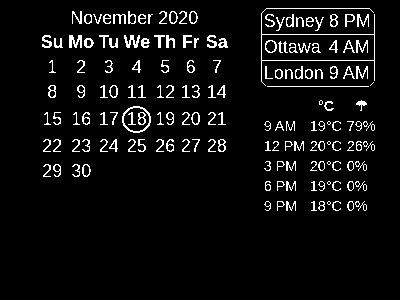 November 2020
Su Mo Tu We Th Fr Sa
1 2 3 4 5 6 7
8 9 10 11 12 13 14
15 16 17 18 19 20 21
22 23 24 25 26 27 28
29 30
Sydney 8 PM
Ottawa 4 AM
London 9 AM
°C ☂
9 AM 19°C 79%
12 PM 20°C 26%
3 PM 20°C 0%
6 PM 19°C 0%
9 PM 18°C 0%